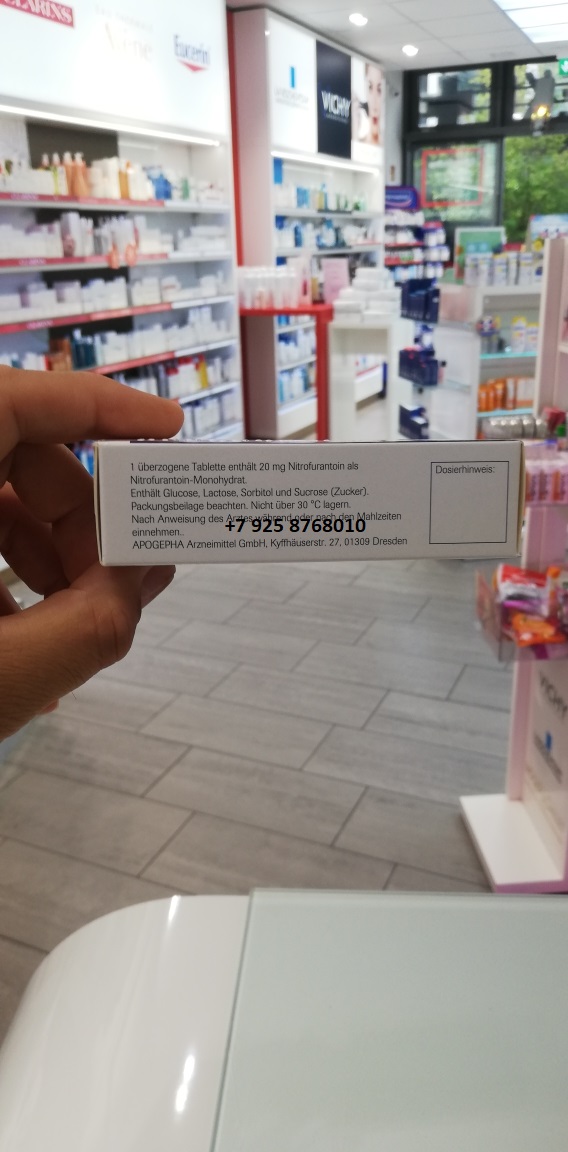 CLARINS
Avène
Eucerin
VICHY
1 überzogene Tablette enthält 20 mg Nitrofurantoin als
Nitrofurantoin-Monohydrat.
Enthält Glucose, Lactose, Sorbitol und Sucrose (Zucker).
Packungsbeilage beachten. Nicht über 30 °C lagern.
Nach Anweisung des Arztes während oder nach den Mahlzeiten
einnehmen..
APOGEPHA Arzneimittel GmbH, Kyffhäuserstr. 27, 01309 Dresden
Dosierhinweis:
+7 925 8768010
VICHY